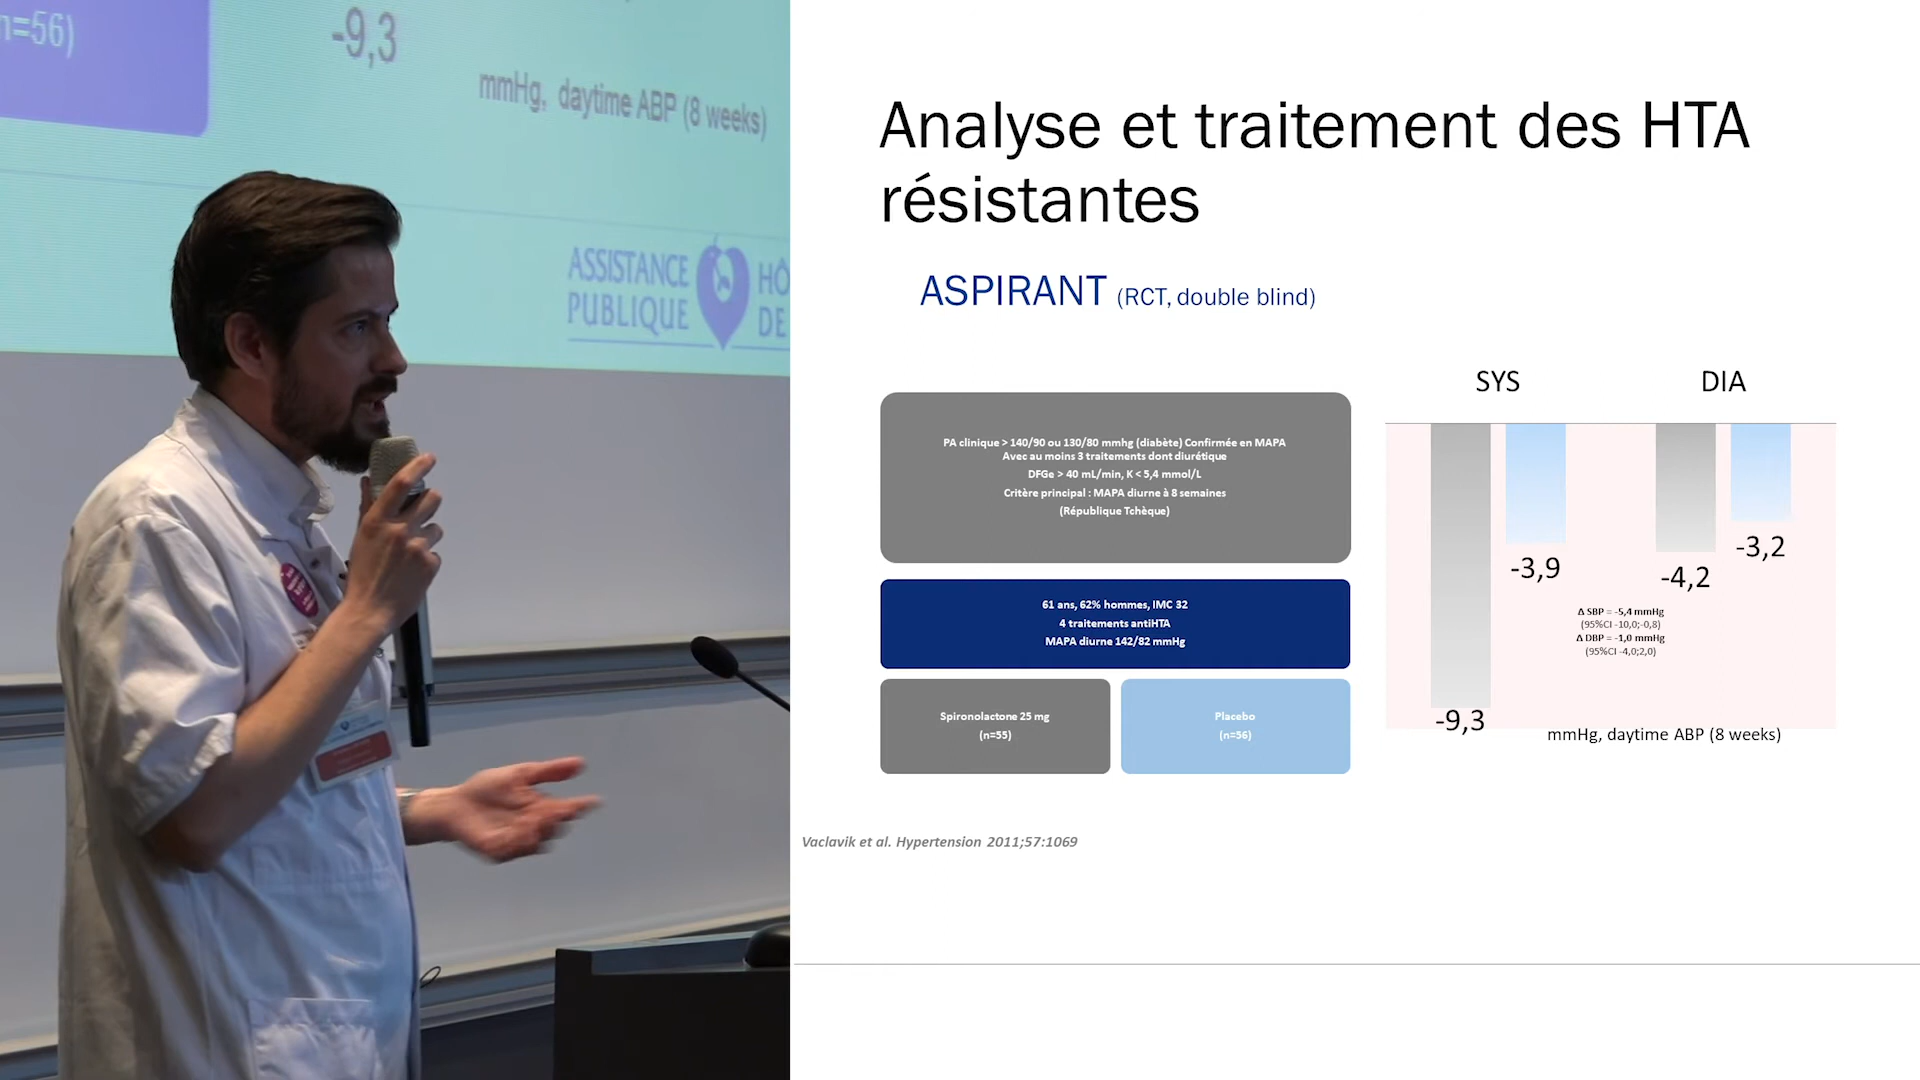 n=56)
-9,3
mmHg, daytime ABP (8 weeks)
ASSISTANCE
PUBLIQUE
HÔ
DE
Analyse et traitement des HTA
résistantes
ASPIRANT (RCT, double blind)
PA clinique > 140/90 ou 130/80 mmhg (diabète) Confirmée en MAPA
Avec au moins 3 traitements dont diurétique
DFGe > 40 mL/min, K < 5,4 mmol/L
Critère principal : MAPA diurne à 8 semaines
(République Tchèque)
61 ans, 62% hommes, IMC 32
4 traitements antiHTA
MAPA diurne 142/82 mmHg
Spironolactone 25 mg
(n=55)
Placebo
(n=56)
SYS
DIA
-3,9
-3,2
-4,2
Δ SBP = -5,4 mmHg
(95%CI -10,0;-0,8)
Δ DBP = -1,0 mmHg
(95%CI -4,0;2,0)
-9,3
mmHg, daytime ABP (8 weeks)
Vaclavik et al. Hypertension 2011;57:1069